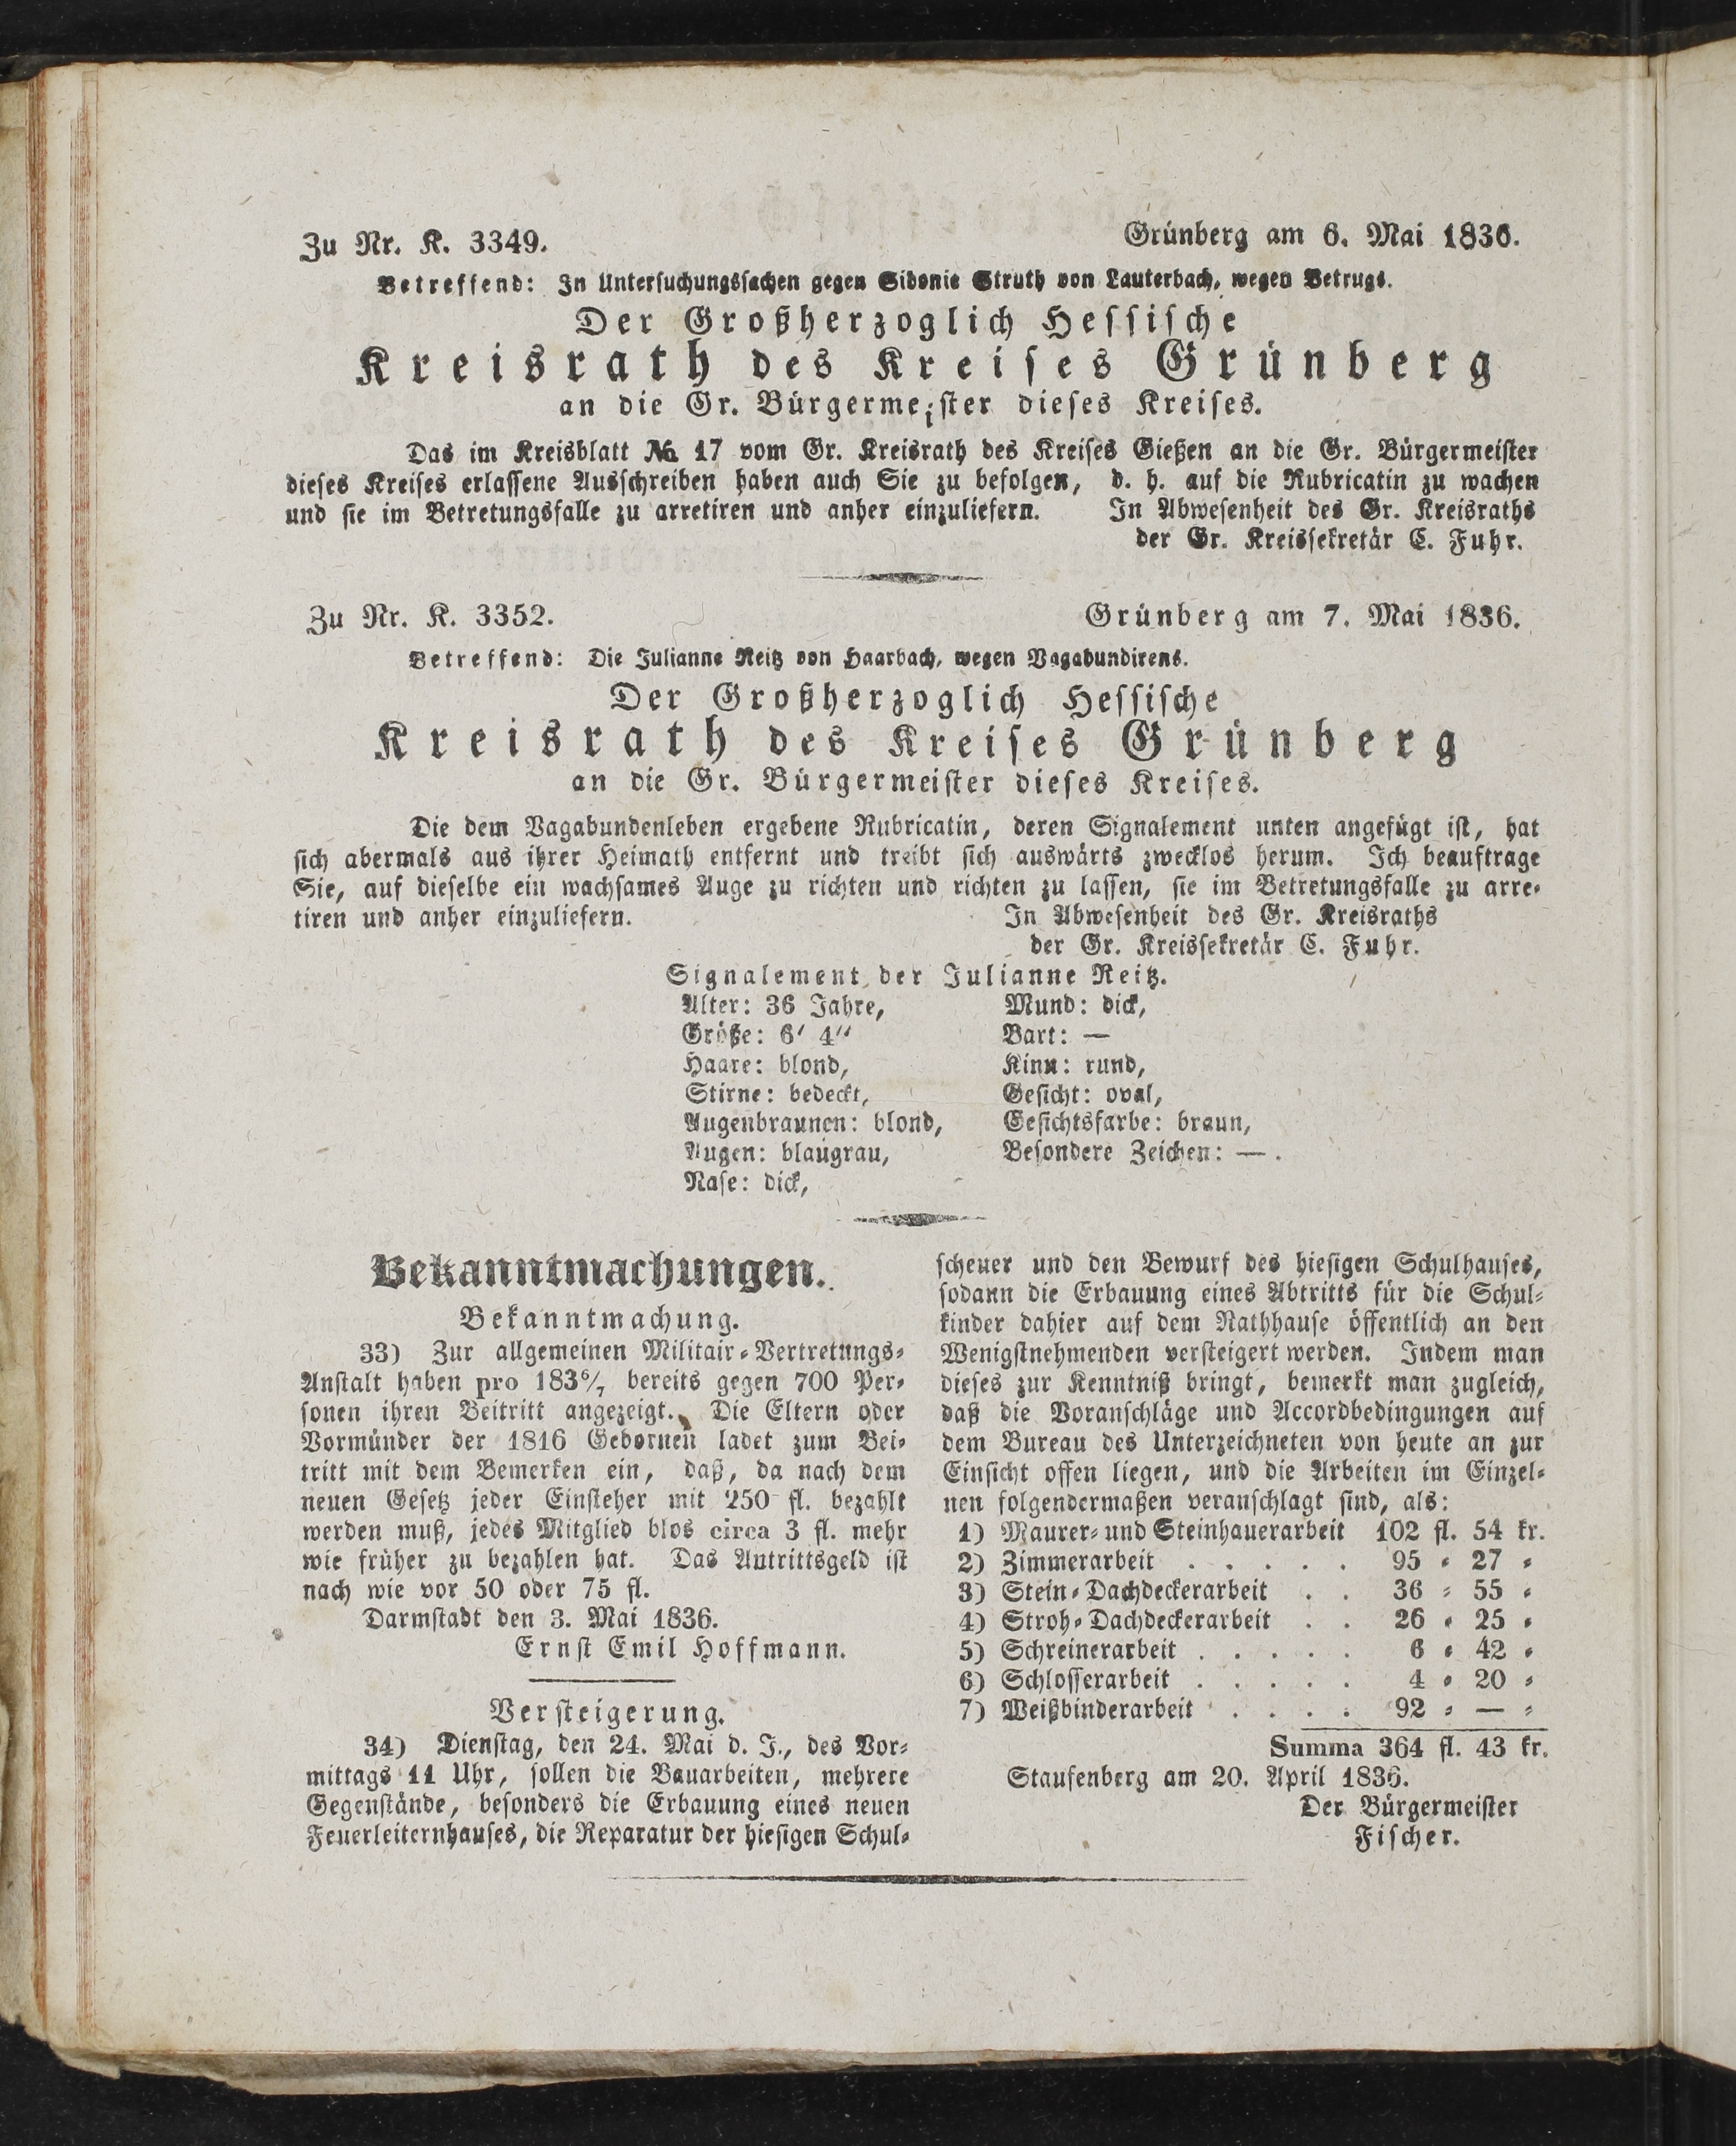 Zu Nr. K. 3349.
Grünberg am 6. Mai 1836.
Betreffend: In Untersuchungssachen gegen Sidonie Struth von Lauterbach, wegen Betrugs.
Der Großherzoglich Hessische
Kreisrath des Kreises Grünberg
an die Gr. Bürgermeister dieses Kreises.
Das im Kreisblatt № 17 vom Gr. Kreisrath des Kreises Gießen an die Gr. Bürgermeister
dieses Kreises erlassene Ausschreiben haben auch Sie zu befolgen, d. h. auf die Rubricatin zu wachen
und sie im Betretungsfalle zu arretiren und anher einzuliefern. In Abwesenheit des Gr. Kreisraths
der Gr. Kreissekretär C. Fuhr.
Zu Nr. K. 3352.
Grünberg am 7. Mai 1836.
Betreffend: Die Julianne Reitz von Haarbach, wegen Vagabundirens.
Der Großherzoglich Hessische
Kreisrath des Kreises Grünberg
an die Gr. Bürgermeister dieses Kreises.
Die dem Vagabundenleben ergebene Rubricatin, deren Signalement unten angefügt ist, hat
sich abermals aus ihrer Heimath entfernt und treibt sich auswärts zwecklos herum. Ich beauftrage
Sie, auf dieselbe ein wachsames Auge zu richten und richten zu lassen, sie im Betretungsfalle zu arre-
tiren und anher einzuliefern. In Abwesenheit des Gr. Kreisraths
der Gr. Kreissekretär C. Fuhr.
Signalement der Julianne Reitz.
Alter: 36 Jahre,
Größe: 6' 4''
Haare: blond,
Stirne: bedeckt,
Augenbraunen: blond,
Augen: blaugrau,
Nase: dick,
Mund: dick,
Bart: —
Kinn: rund,
Gesicht: oval,
Gesichtsfarbe: braun,
Besondere Zeichen: —.
Bekanntmachungen.
Bekanntmachung.
33) Zur allgemeinen Militair-Vertretungs-
Anstalt haben pro 183⁶/₇ bereits gegen 700 Per-
sonen ihren Beitritt angezeigt. Die Eltern oder
Vormünder der 1816 Gebornen ladet zum Bei-
tritt mit dem Bemerken ein, daß, da nach dem
neuen Gesetz jeder Einsteher mit 250 fl. bezahlt
werden muß, jedes Mitglied blos circa 3 fl. mehr
wie früher zu bezahlen hat. Das Antrittsgeld ist
nach wie vor 50 oder 75 fl.
Darmstadt den 3. Mai 1836.
Ernst Emil Hoffmann.
Versteigerung.
34) Dienstag, den 24. Mai d. J., des Vor-
mittags 11 Uhr, sollen die Bauarbeiten, mehrere
Gegenstände, besonders die Erbauung eines neuen
Feuerleiternhauses, die Reparatur der hiesigen Schul-
scheuer und den Bewurf des hiesigen Schulhauses,
sodann die Erbauung eines Abtritts für die Schul-
kinder dahier auf dem Rathhause öffentlich an den
Wenigstnehmenden versteigert werden. Indem man
dieses zur Kenntniß bringt, bemerkt man zugleich,
daß die Voranschläge und Accordbedingungen auf
dem Bureau des Unterzeichneten von heute an zur
Einsicht offen liegen, und die Arbeiten im Einzel-
nen folgendermaßen veranschlagt sind, als:
1) Maurer- und Steinhauerarbeit 102 fl. 54 kr.
2) Zimmerarbeit . . . . . 95 „ 27 „
3) Stein-Dachdeckerarbeit . . 36 „ 55 „
4) Stroh-Dachdeckerarbeit . . 26 „ 25 „
5) Schreinerarbeit . . . . . 6 „ 42 „
6) Schlosserarbeit . . . . . 4 „ 20 „
7) Weißbinderarbeit . . . . 92 „ — „
Summa 364 fl. 43 kr.
Staufenberg am 20. April 1836.
Der Bürgermeister
Fischer.